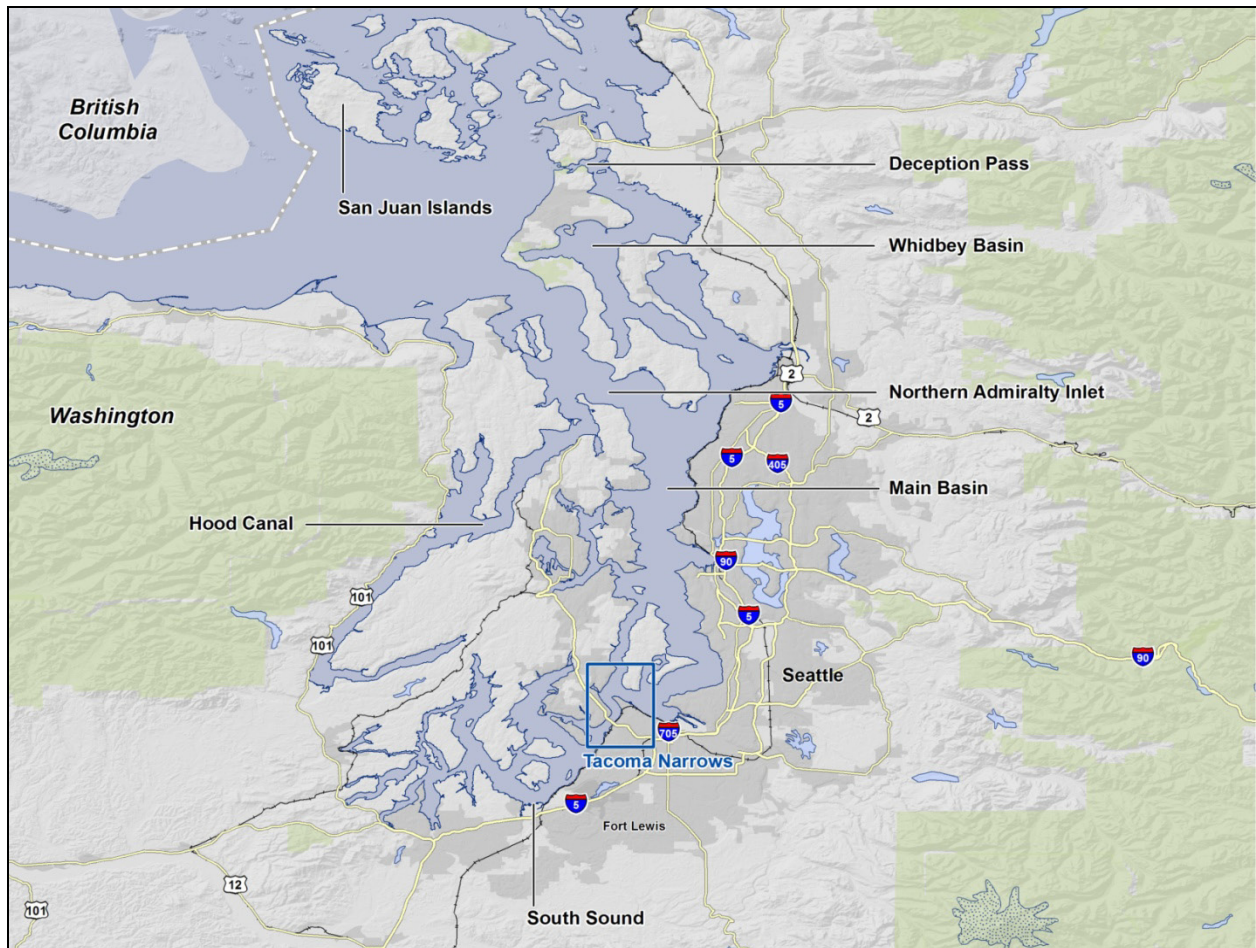 British
Columbia
San Juan Islands
Deception Pass
Whidbey Basin
Northern Admiralty Inlet
2
5
2
Washington
5
405
Main Basin
Hood Canal
90
101
5
101
90
Seattle
705
Tacoma Narrows
5
Fort Lewis
12
101
South Sound